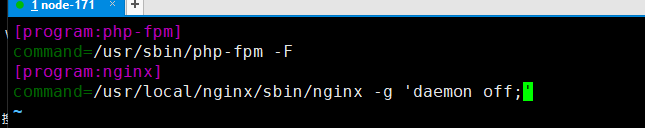 1 node-171
[program:php-fpm]
command=/usr/sbin/php-fpm -F
[program:nginx]
command=/usr/local/nginx/sbin/nginx -g 'daemon off;'
~